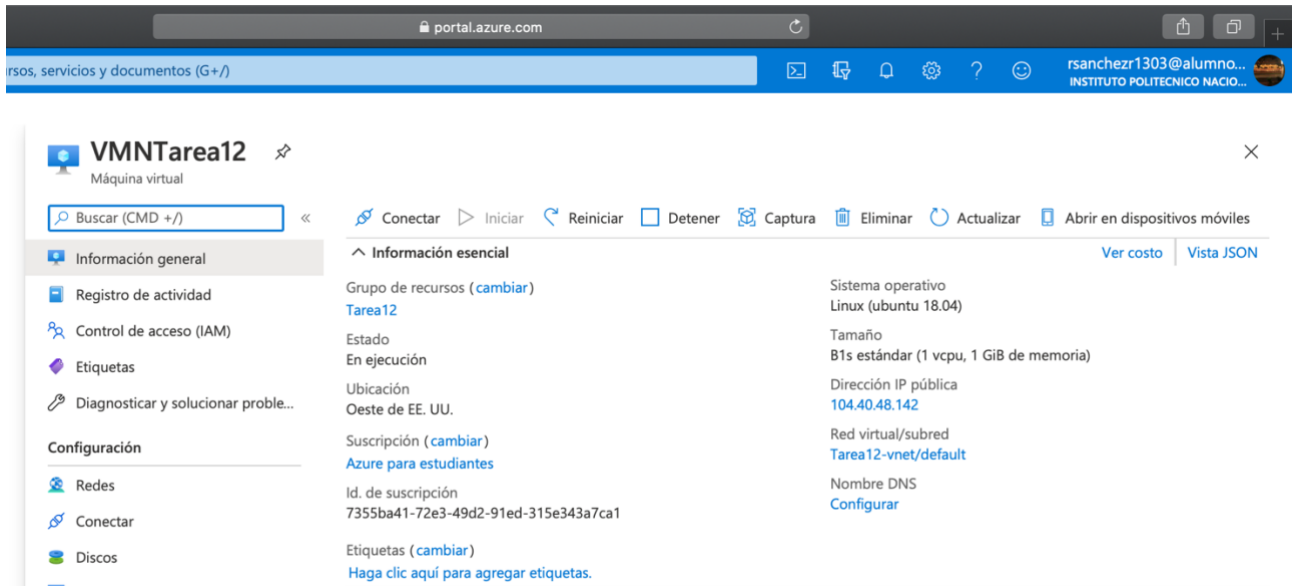 portal.azure.com
rsos, servicios y documentos (G+/)
rsanchezr1303@alumno...
INSTITUTO POLITECNICO NACIO...
VMNTarea12
Máquina virtual
Buscar (CMD +/)
«
Información general
Registro de actividad
Control de acceso (IAM)
Etiquetas
Diagnosticar y solucionar proble...
Configuración
Redes
Conectar
Discos
Conectar Iniciar Reiniciar Detener Captura Eliminar Actualizar Abrir en dispositivos móviles
Información esencial
Ver costo Vista JSON
Grupo de recursos (cambiar)
Tarea12
Estado
En ejecución
Ubicación
Oeste de EE. UU.
Suscripción (cambiar)
Azure para estudiantes
Id. de suscripción
7355ba41-72e3-49d2-91ed-315e343a7ca1
Etiquetas (cambiar)
Haga clic aquí para agregar etiquetas.
Sistema operativo
Linux (ubuntu 18.04)
Tamaño
B1s estándar (1 vcpu, 1 GiB de memoria)
Dirección IP pública
104.40.48.142
Red virtual/subred
Tarea12-vnet/default
Nombre DNS
Configurar